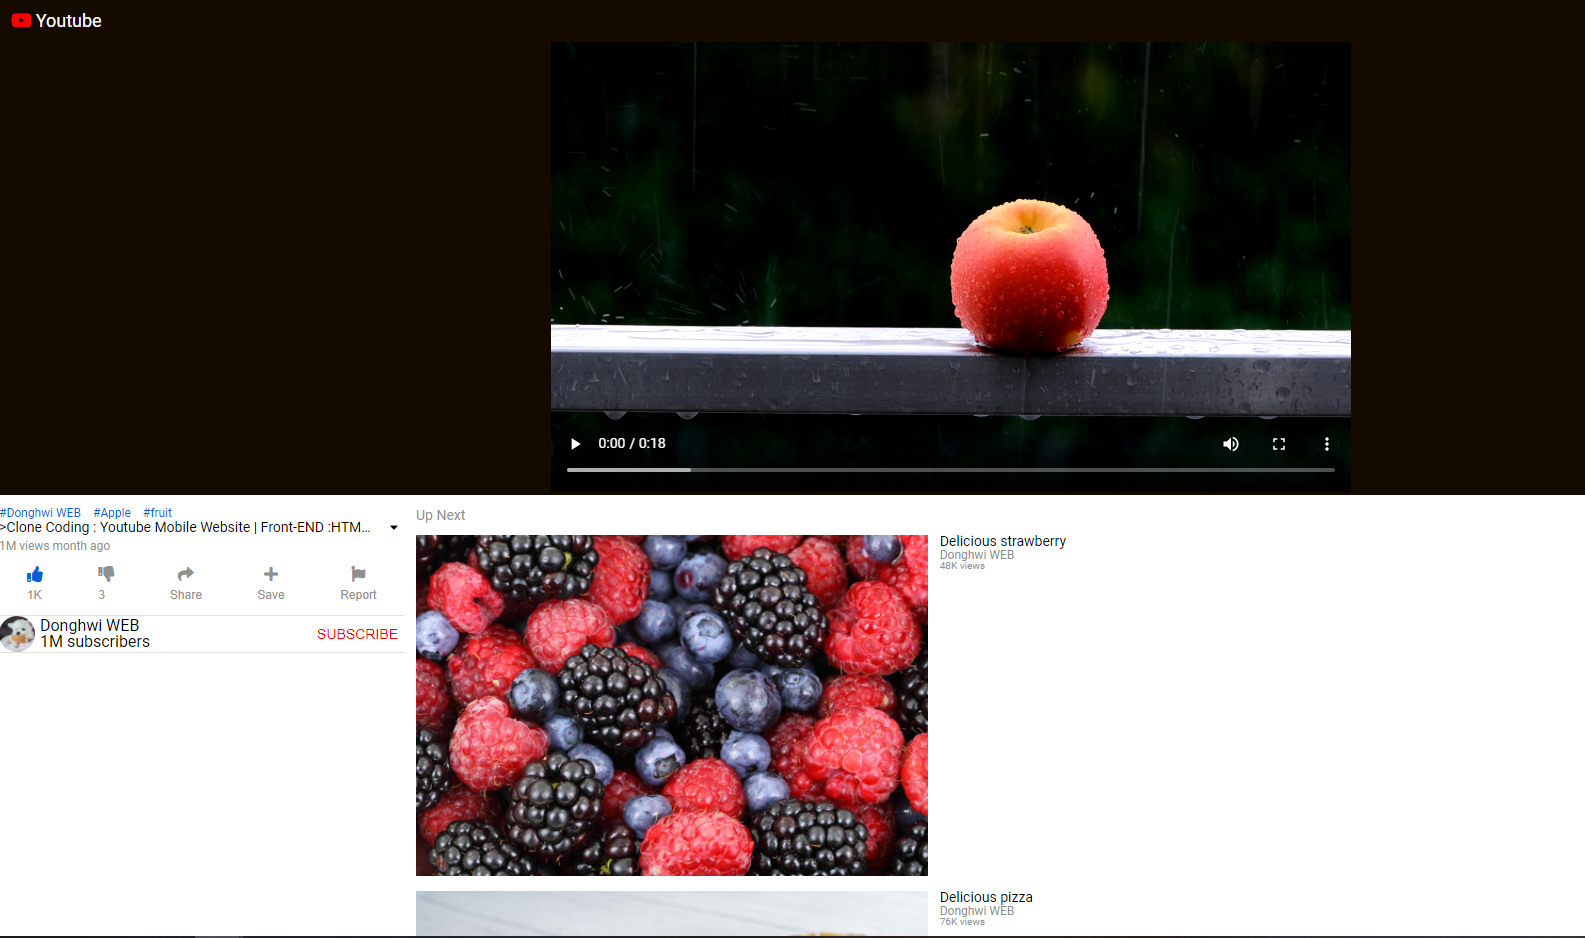 Youtube
0:00 / 0:18
#Donghwi WEB #Apple #fruit
>Clone Coding : Youtube Mobile Website | Front-END :HTM...
1M views month ago
1K 3 Share Save Report
Donghwi WEB
1M subscribers
SUBSCRIBE
Up Next
Delicious strawberry
Donghwi WEB
48K views
Delicious pizza
Donghwi WEB
76K views